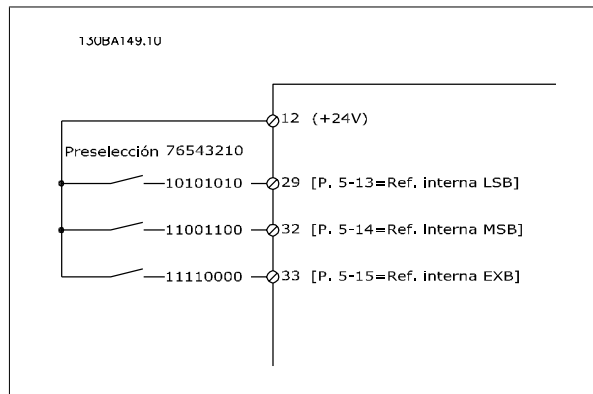 130BA149.10
12 (+24V)
Preselección 76543210
10101010 29 [P. 5-13=Ref. interna LSB]
11001100 32 [P. 5-14=Ref. Interna MSB]
11110000 33 [P. 5-15=Ref. interna EXB]